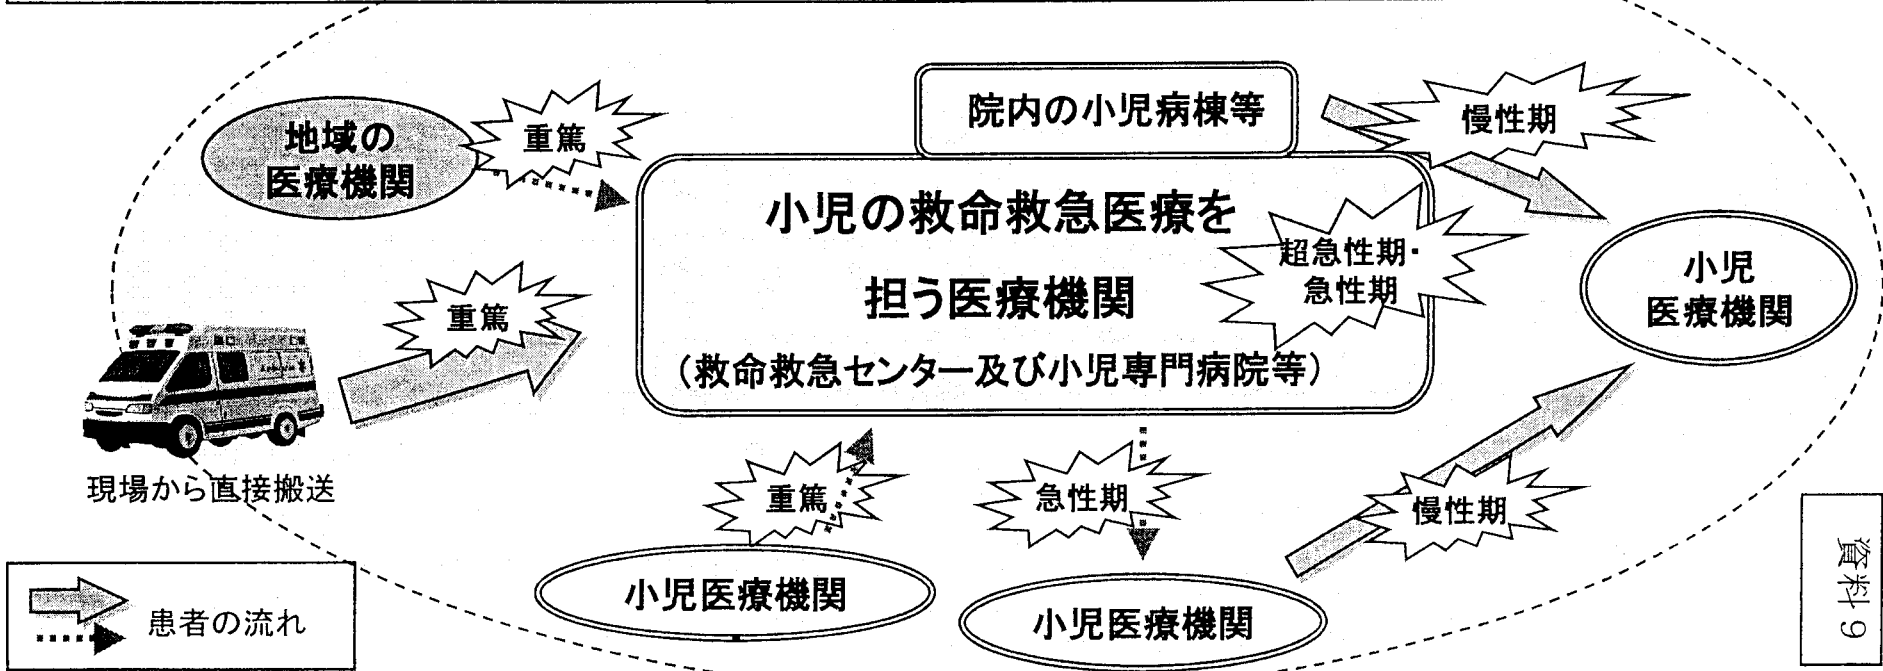 地域の
医療機関
重篤
院内の小児病棟等
慢性期
小児の救命救急医療を
担う医療機関
（救命救急センター及び小児専門病院等）
超急性期・
急性期
小児
医療機関
重篤
現場から直接搬送
重篤
急性期
慢性期
小児医療機関
小児医療機関
患者の流れ
資料9